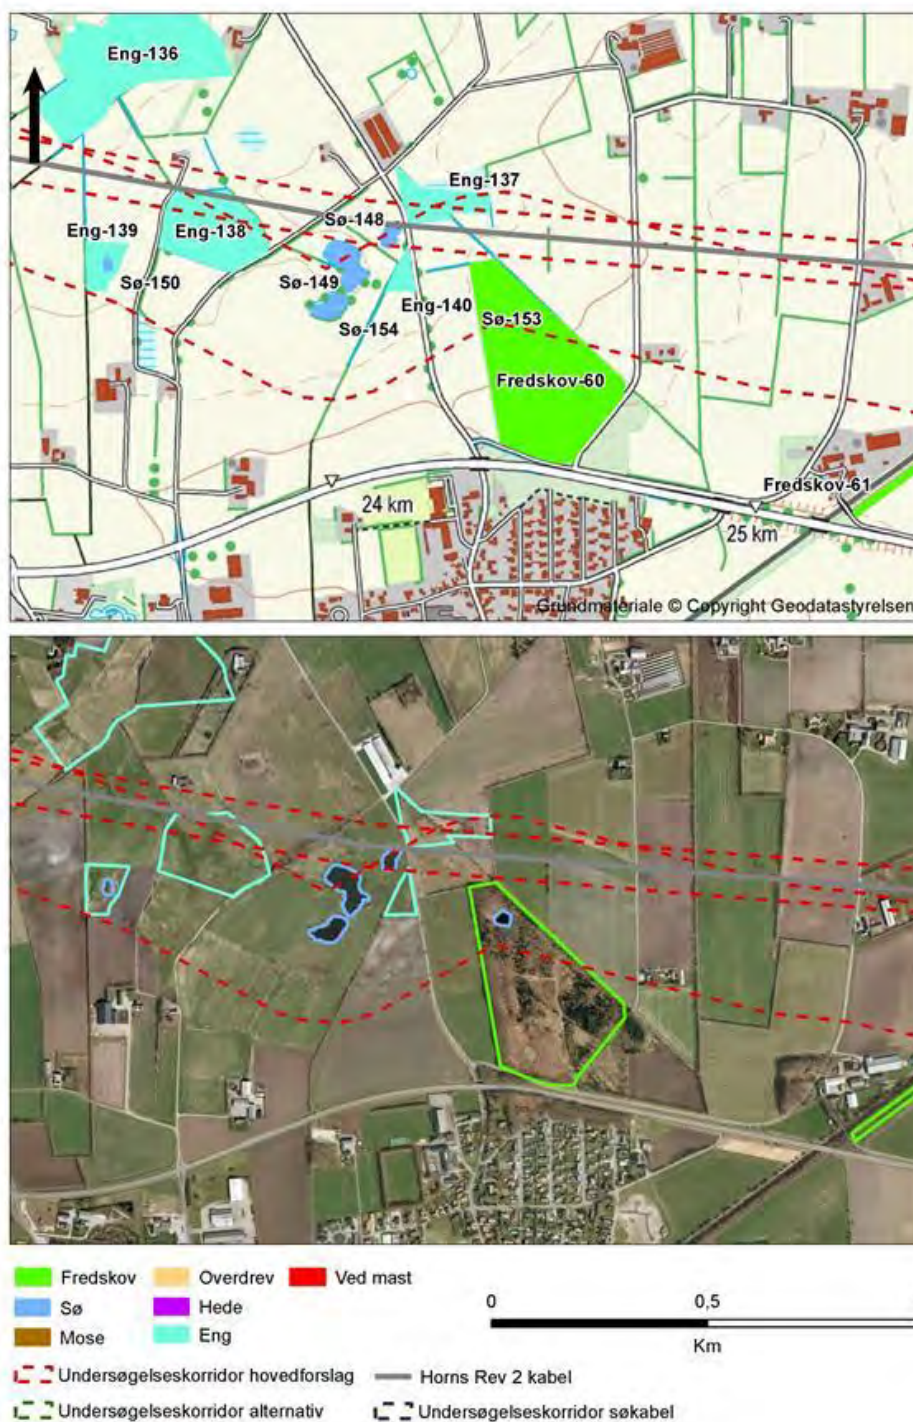 Eng-136
Eng-137
Sø-148
Eng-139
Eng-138
Sø-150
Sø-149
Eng-140
Sø-154
Sø-153
Fredskov-60
Fredskov-61
24 km
25 km
Grundmateriale © Copyright Geodatastyrelsen
Fredskov Overdrev Ved mast
Sø Hede
Mose Eng
0 0,5
Km
Undersøgelseskorridor hovedforslag Horns Rev 2 kabel
Undersøgelseskorridor alternativ Undersøgelseskorridor søkabel